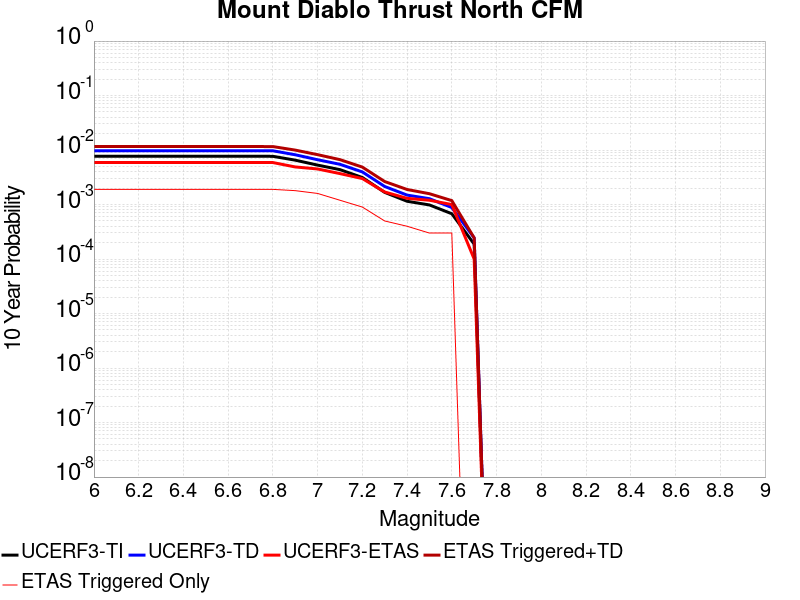 Mount Diablo Thrust North CFM
10^0
10^-1
10^-2
10^-3
10^-4
10^-5
10^-6
10^-7
10^-8
10 Year Probability
6 6.2 6.4 6.6 6.8 7 7.2 7.4 7.6 7.8 8 8.2 8.4 8.6 8.8 9
Magnitude
UCERF3-TI UCERF3-TD UCERF3-ETAS ETAS Triggered+TD
ETAS Triggered Only